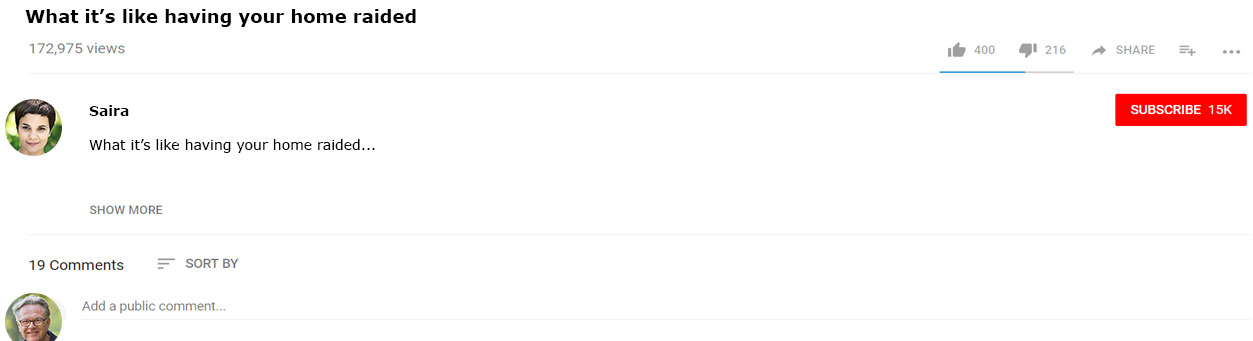 What it’s like having your home raided
172,975 views
400 216 SHARE
Saira
SUBSCRIBE 15K
What it’s like having your home raided...
SHOW MORE
19 Comments SORT BY
Add a public comment...